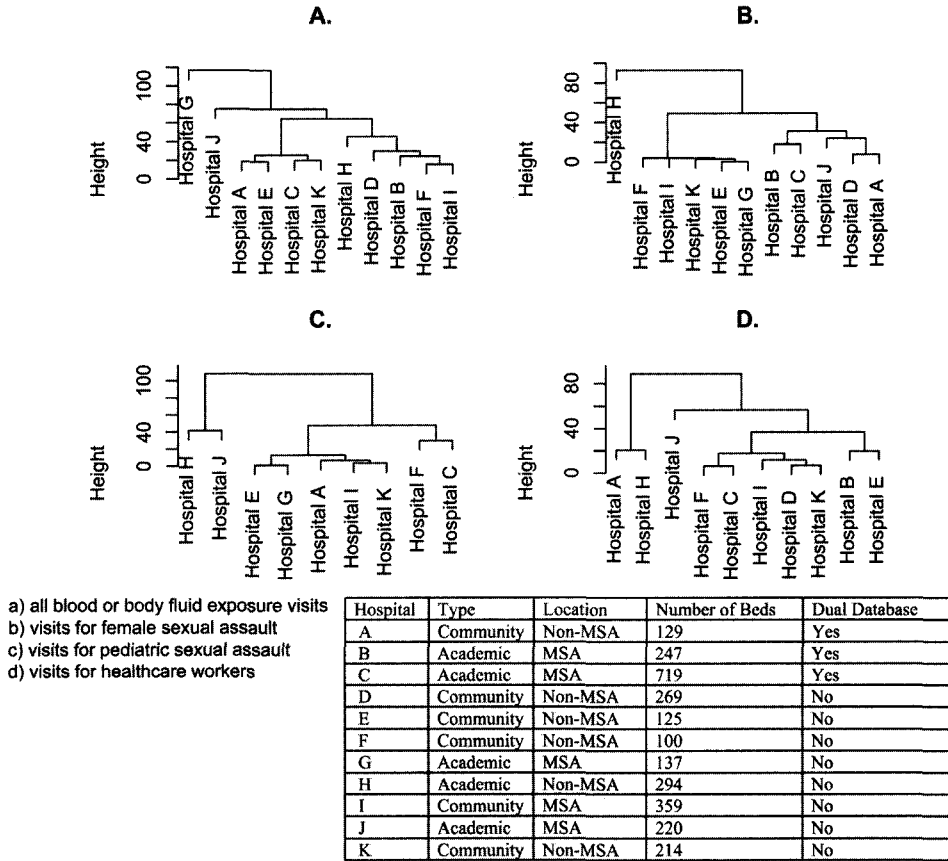 A.
Height
0
40
100
Hospital G
Hospital J
Hospital A
Hospital E
Hospital C
Hospital K
Hospital H
Hospital D
Hospital B
Hospital F
Hospital I
B.
Height
0
40
80
Hospital H
Hospital F
Hospital I
Hospital K
Hospital E
Hospital G
Hospital B
Hospital C
Hospital J
Hospital D
Hospital A
C.
Height
0
40
100
Hospital H
Hospital J
Hospital E
Hospital G
Hospital A
Hospital I
Hospital K
Hospital F
Hospital C
D.
Height
0
40
80
Hospital A
Hospital H
Hospital J
Hospital F
Hospital C
Hospital I
Hospital D
Hospital K
Hospital B
Hospital E
a) all blood or body fluid exposure visits
b) visits for female sexual assault
c) visits for pediatric sexual assault
d) visits for healthcare workers
Hospital Type Location Number of Beds Dual Database
A Community Non-MSA 129 Yes
B Academic MSA 247 Yes
C Academic MSA 719 Yes
D Community Non-MSA 269 No
E Community Non-MSA 125 No
F Community Non-MSA 100 No
G Academic MSA 137 No
H Academic Non-MSA 294 No
I Community MSA 359 No
J Academic MSA 220 No
K Community Non-MSA 214 No